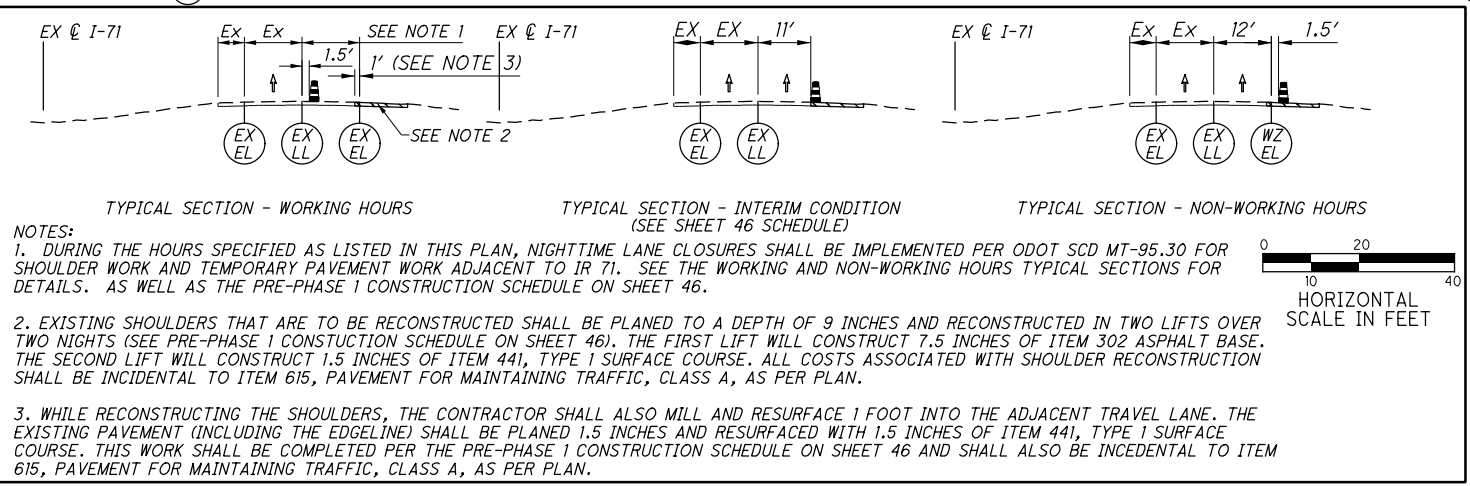 EX ℄ I-71
Ex
Ex
SEE NOTE 1
1.5'
1' (SEE NOTE 3)
EX
EL
EX
LL
EX
EL
SEE NOTE 2
TYPICAL SECTION - WORKING HOURS
EX ℄ I-71
EX
EX
11'
EX
EL
EX
LL
TYPICAL SECTION - INTERIM CONDITION
(SEE SHEET 46 SCHEDULE)
EX ℄ I-71
Ex
Ex
12'
1.5'
EX
EL
EX
LL
WZ
EL
TYPICAL SECTION - NON-WORKING HOURS
NOTES:
1. DURING THE HOURS SPECIFIED AS LISTED IN THIS PLAN, NIGHTTIME LANE CLOSURES SHALL BE IMPLEMENTED PER ODOT SCD MT-95.30 FOR
SHOULDER WORK AND TEMPORARY PAVEMENT WORK ADJACENT TO IR 71. SEE THE WORKING AND NON-WORKING HOURS TYPICAL SECTIONS FOR
DETAILS. AS WELL AS THE PRE-PHASE 1 CONSTRUCTION SCHEDULE ON SHEET 46.
2. EXISTING SHOULDERS THAT ARE TO BE RECONSTRUCTED SHALL BE PLANED TO A DEPTH OF 9 INCHES AND RECONSTRUCTED IN TWO LIFTS OVER
TWO NIGHTS (SEE PRE-PHASE 1 CONSTUCTION SCHEDULE ON SHEET 46). THE FIRST LIFT WILL CONSTRUCT 7.5 INCHES OF ITEM 302 ASPHALT BASE.
THE SECOND LIFT WILL CONSTRUCT 1.5 INCHES OF ITEM 441, TYPE 1 SURFACE COURSE. ALL COSTS ASSOCIATED WITH SHOULDER RECONSTRUCTION
SHALL BE INCIDENTAL TO ITEM 615, PAVEMENT FOR MAINTAINING TRAFFIC, CLASS A, AS PER PLAN.
3. WHILE RECONSTRUCTING THE SHOULDERS, THE CONTRACTOR SHALL ALSO MILL AND RESURFACE 1 FOOT INTO THE ADJACENT TRAVEL LANE. THE
EXISTING PAVEMENT (INCLUDING THE EDGELINE) SHALL BE PLANED 1.5 INCHES AND RESURFACED WITH 1.5 INCHES OF ITEM 441, TYPE 1 SURFACE
COURSE. THIS WORK SHALL BE COMPLETED PER THE PRE-PHASE 1 CONSTRUCTION SCHEDULE ON SHEET 46 AND SHALL ALSO BE INCEDENTAL TO ITEM
615, PAVEMENT FOR MAINTAINING TRAFFIC, CLASS A, AS PER PLAN.
0
20
10
40
HORIZONTAL
SCALE IN FEET